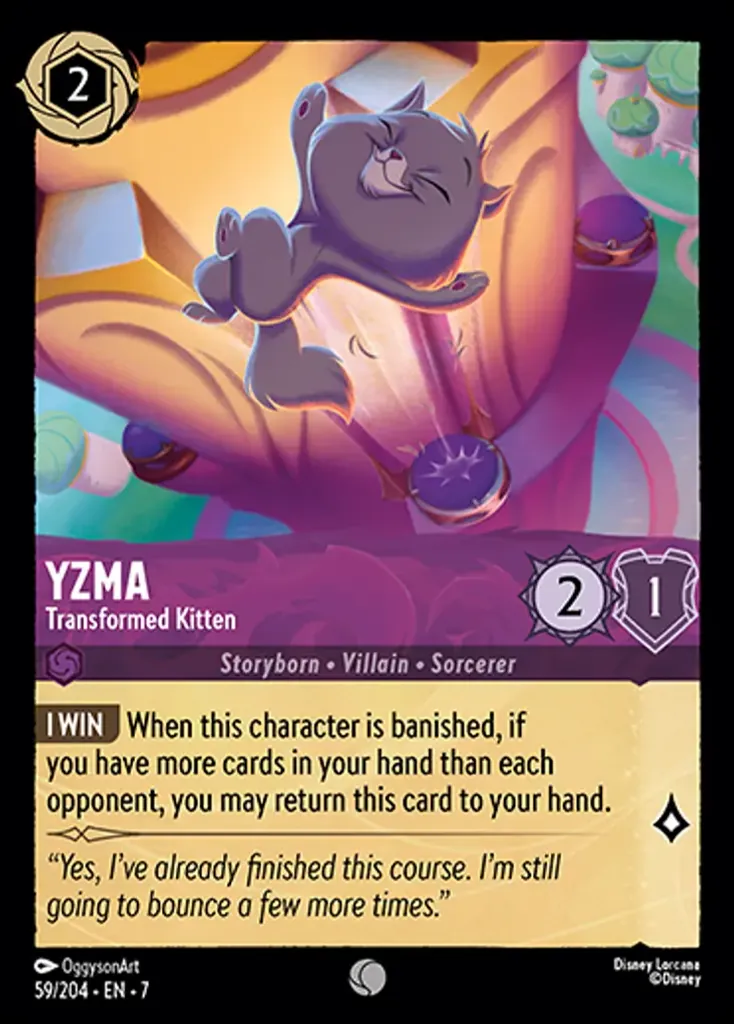 2
YZMA
Transformed Kitten
2
1
Storyborn • Villain • Sorcerer
I WIN When this character is banished, if
you have more cards in your hand than each
opponent, you may return this card to your hand.
“Yes, I’ve already finished this course. I’m still
going to bounce a few more times.”
OggysonArt
59/204 • EN • 7
Disney Lorcana
©Disney